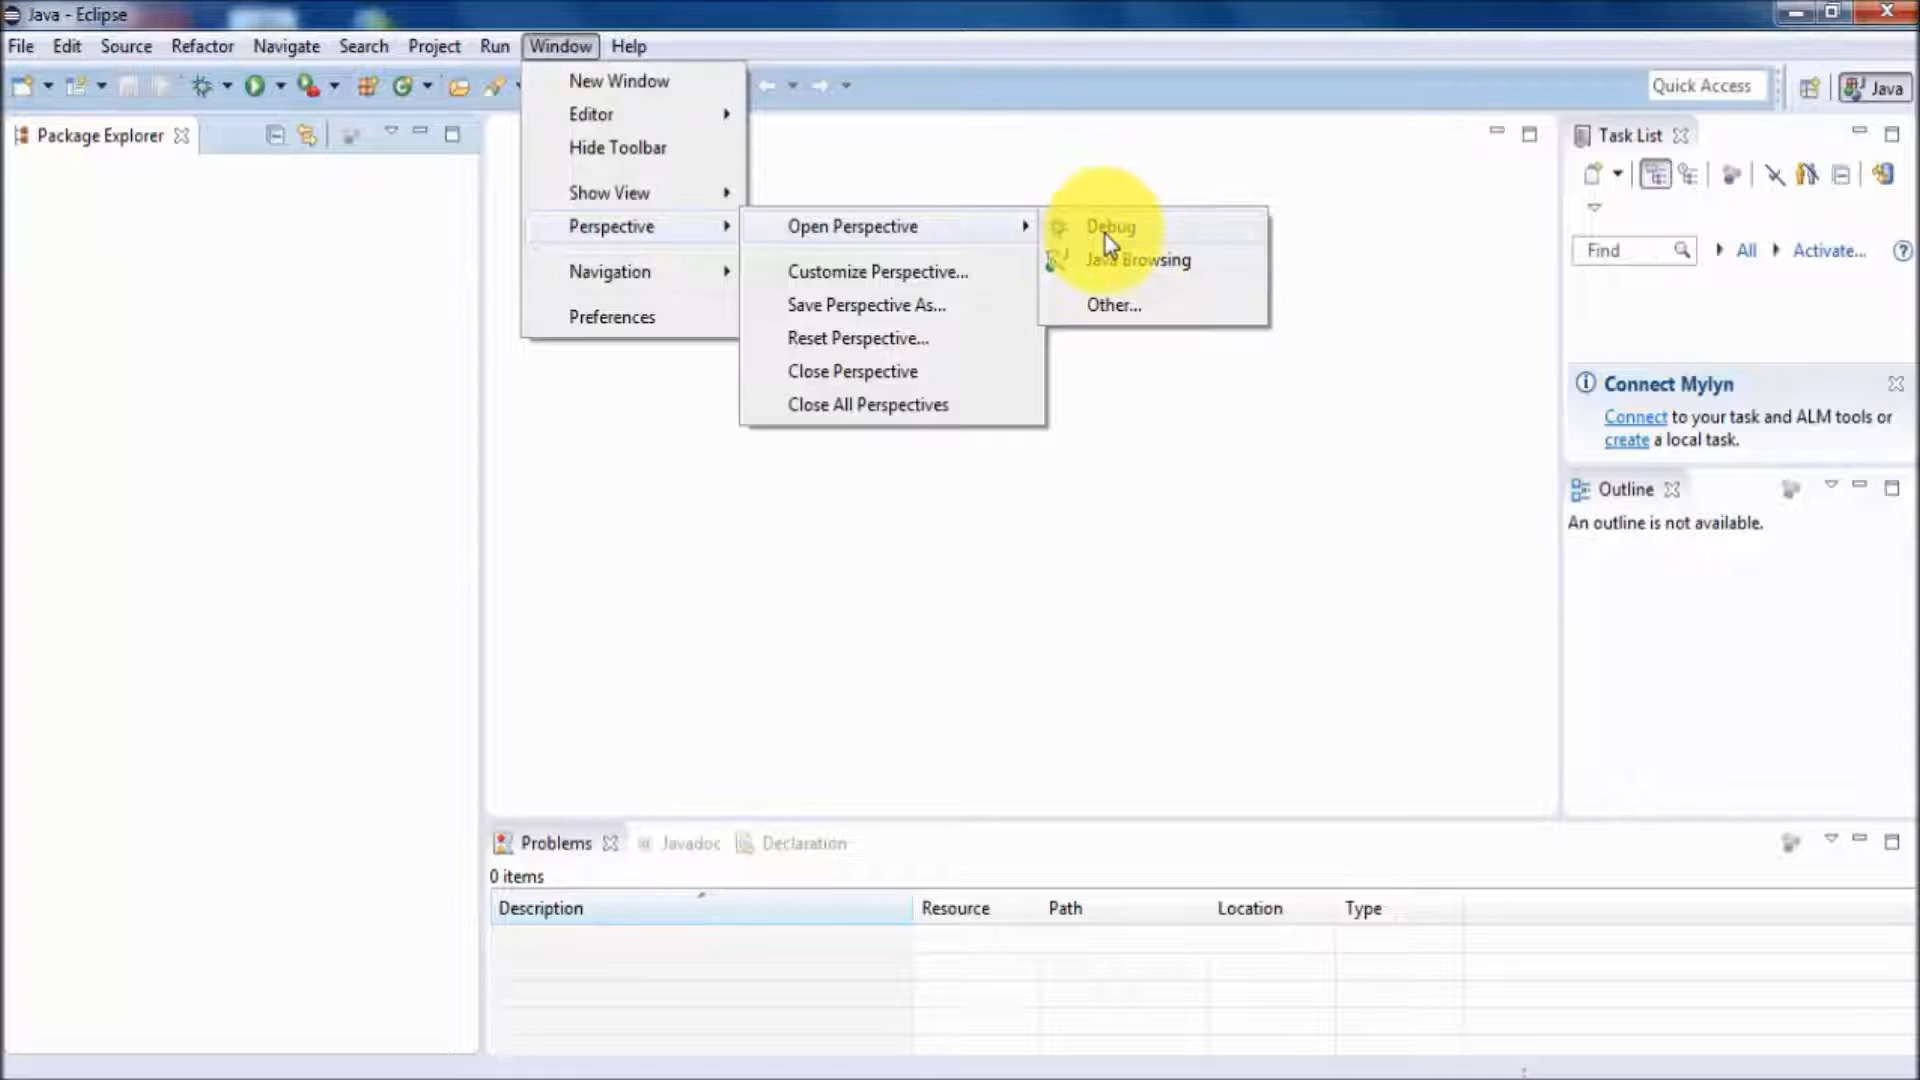 Java - Eclipse
File Edit Source Refactor Navigate Search Project Run Window Help
Quick Access
Java
Package Explorer
New Window
Editor
Hide Toolbar
Show View
Perspective
Navigation
Preferences
Open Perspective
Customize Perspective...
Save Perspective As...
Reset Perspective...
Close Perspective
Close All Perspectives
Debug
Java Browsing
Other...
Task List
Find
All
Activate...
Connect Mylyn
Connect to your task and ALM tools or
create a local task.
Outline
An outline is not available.
Problems Javadoc Declaration
0 items
Description Resource Path Location Type